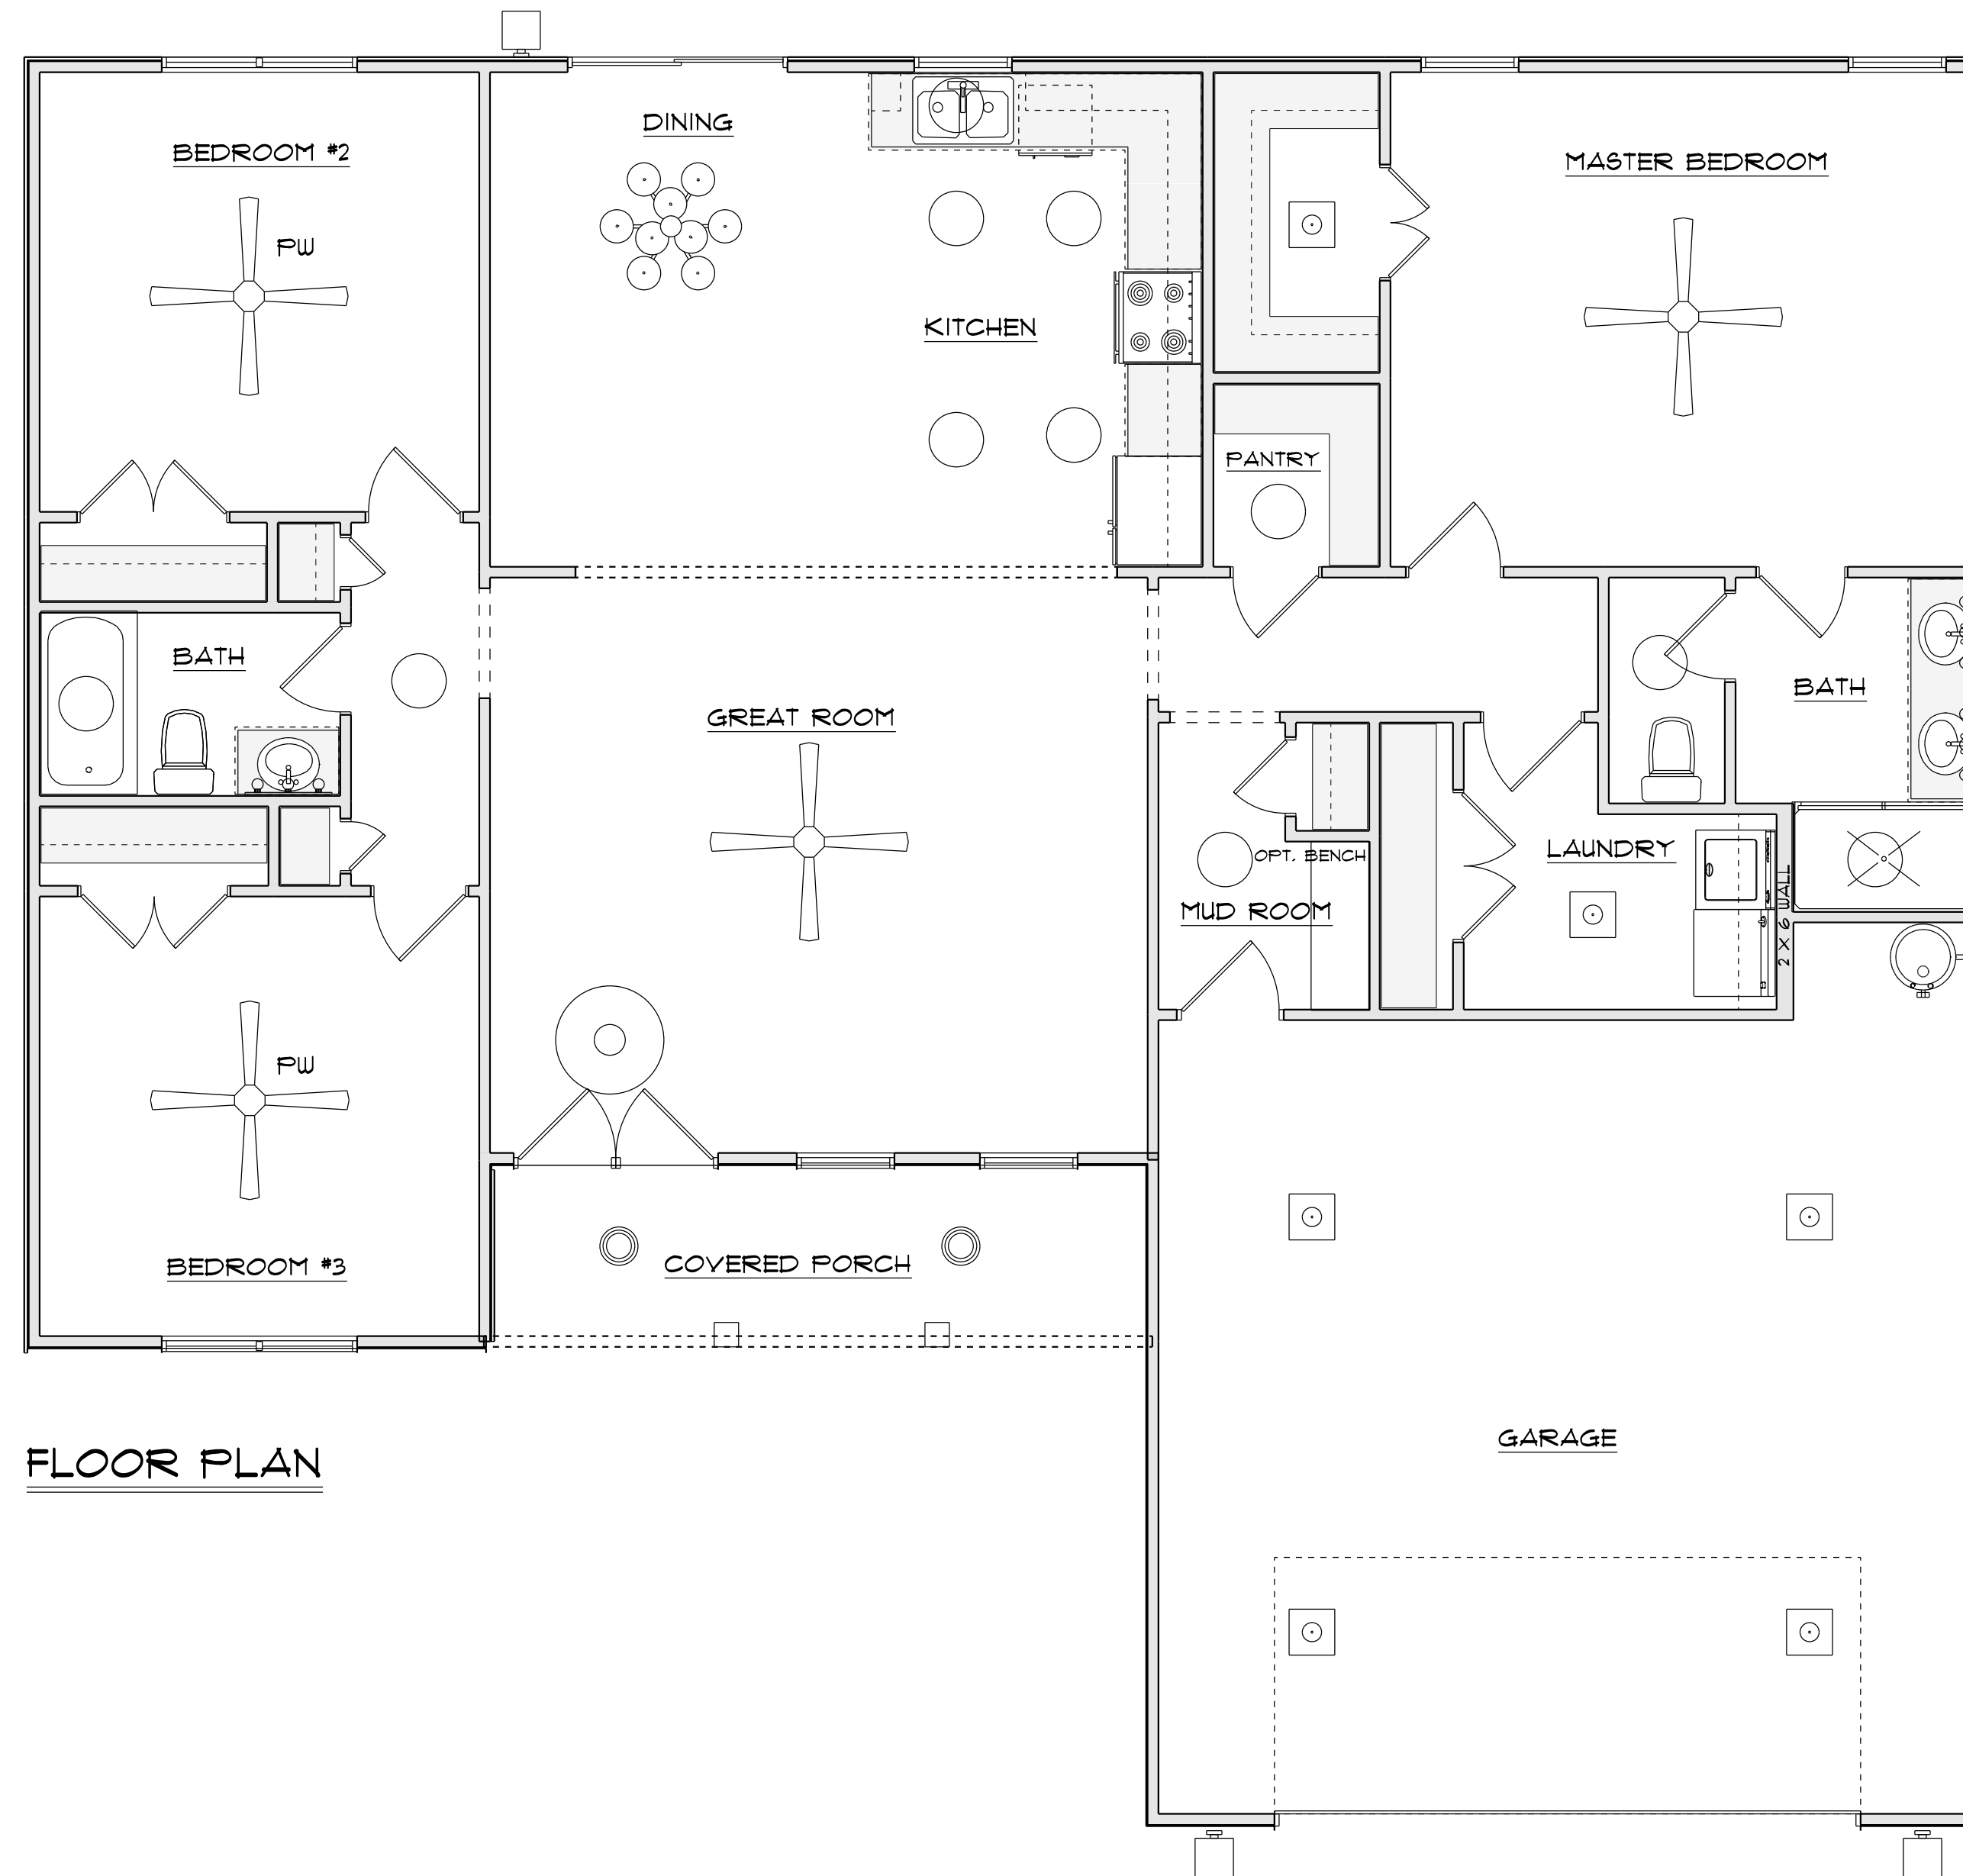 DINING
BEDROOM #2
MASTER BEDROOM
PW
KITCHEN
PANTRY
BATH
BATH
GREAT ROOM
LAUNDRY
OPT. BENCH
MUD ROOM
2 X 6 WALL
PW
COVERED PORCH
BEDROOM #3
GARAGE
FLOOR PLAN